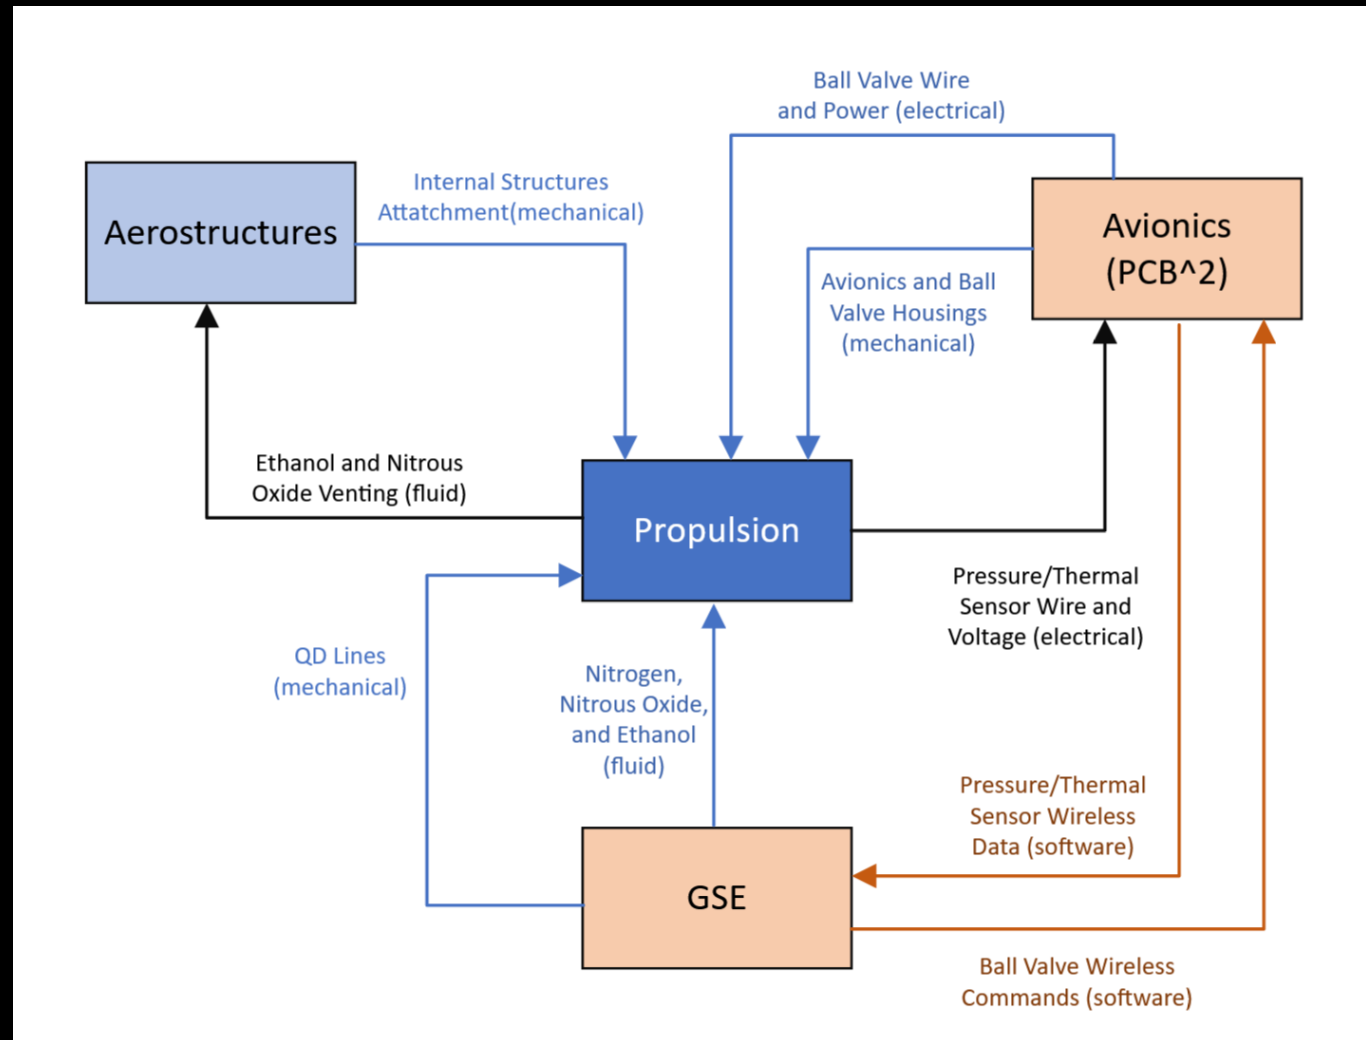 Ball Valve Wire
and Power (electrical)
Internal Structures
Attatchment(mechanical)
Aerostructures
Avionics
(PCB^2)
Avionics and Ball
Valve Housings
(mechanical)
Ethanol and Nitrous
Oxide Venting (fluid)
Propulsion
Pressure/Thermal
Sensor Wire and
Voltage (electrical)
QD Lines
(mechanical)
Nitrogen,
Nitrous Oxide,
and Ethanol
(fluid)
Pressure/Thermal
Sensor Wireless
Data (software)
GSE
Ball Valve Wireless
Commands (software)